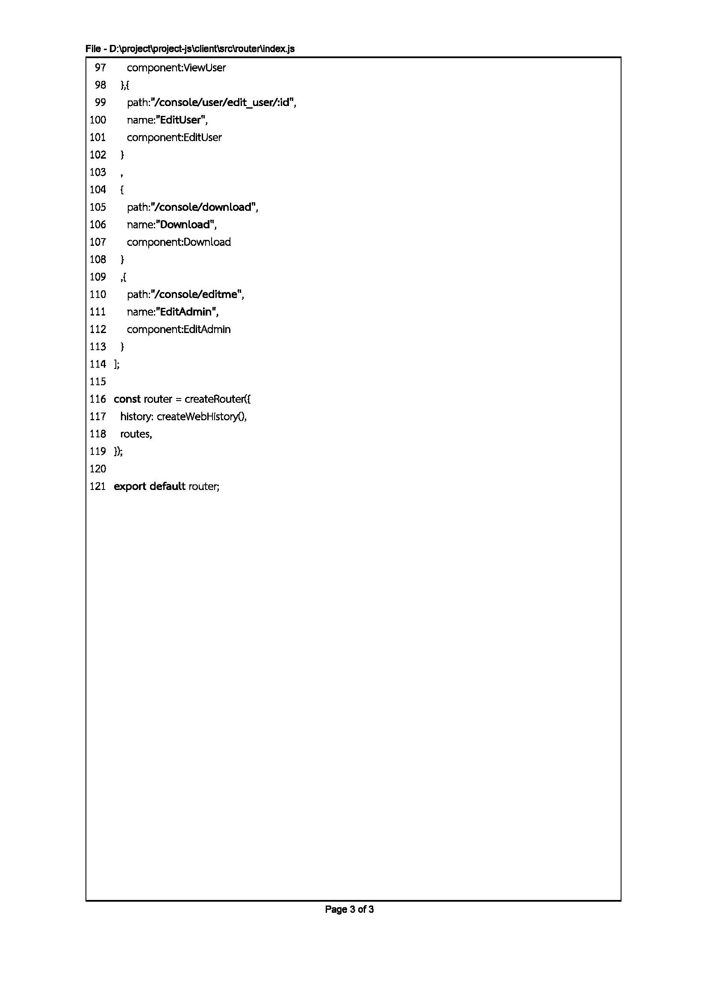 File - D:\project\project-js\client\src\router\index.js
97 component:ViewUser
98 },{
99 path:"/console/user/edit_user/:id",
100 name:"EditUser",
101 component:EditUser
102 }
103 ,
104 {
105 path:"/console/download",
106 name:"Download",
107 component:Download
108 }
109 ,{
110 path:"/console/editme",
111 name:"EditAdmin",
112 component:EditAdmin
113 }
114 ];
115
116 const router = createRouter({
117 history: createWebHistory(),
118 routes,
119 });
120
121 export default router;
Page 3 of 3